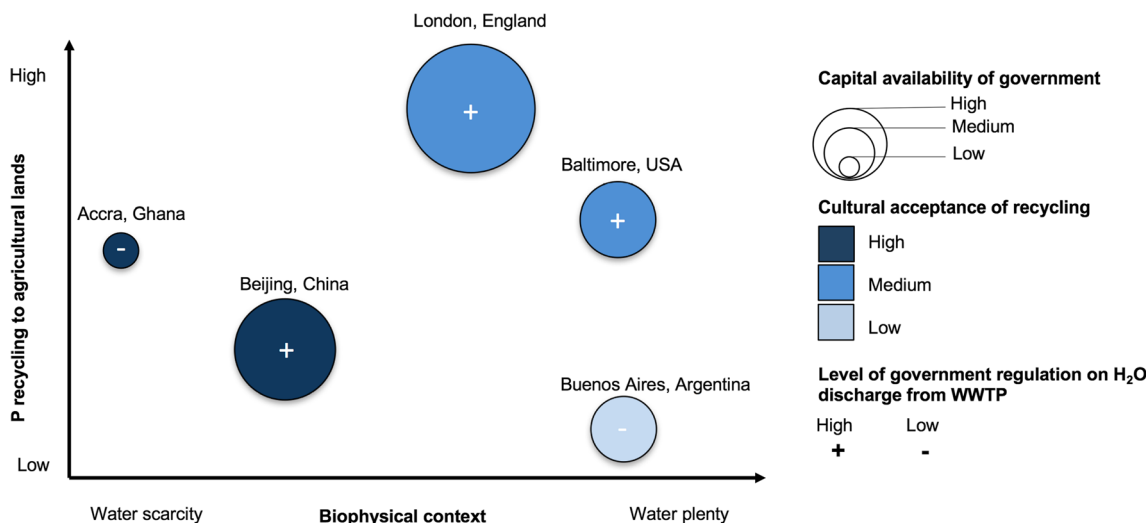 London, England
High
+
Baltimore, USA
+
Accra, Ghana
-
Beijing, China
+
Buenos Aires, Argentina
-
Low
P recycling to agricultural lands
Water scarcity
Biophysical context
Water plenty
Capital availability of government
High
Medium
Low
Cultural acceptance of recycling
High
Medium
Low
Level of government regulation on H₂O
discharge from WWTP
High Low
+ -